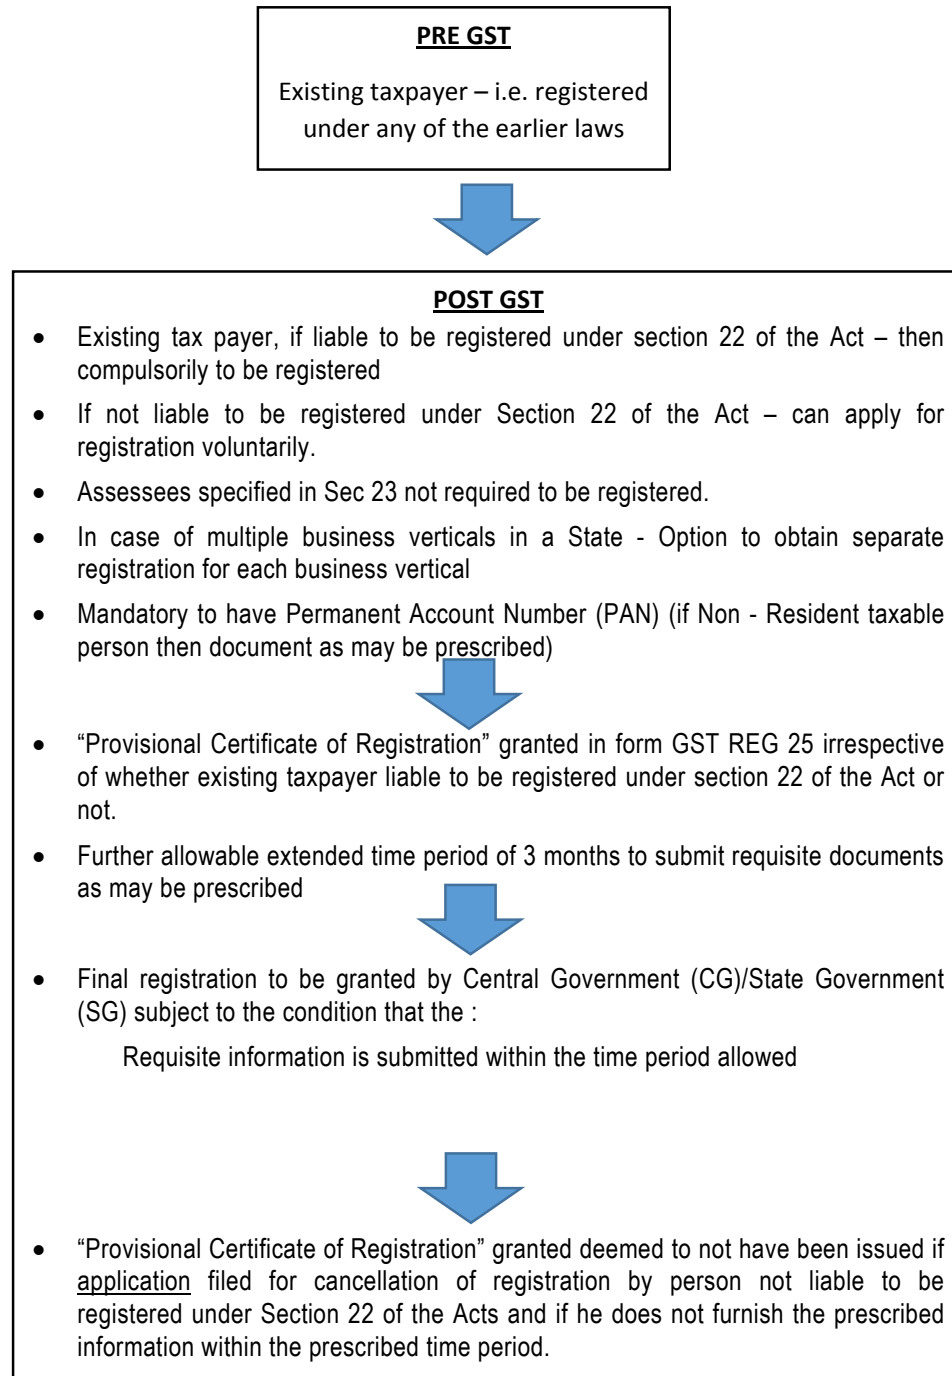 PRE GST
Existing taxpayer – i.e. registered
under any of the earlier laws
POST GST
• Existing tax payer, if liable to be registered under section 22 of the Act – then
compulsorily to be registered
• If not liable to be registered under Section 22 of the Act – can apply for
registration voluntarily.
• Assessees specified in Sec 23 not required to be registered.
• In case of multiple business verticals in a State - Option to obtain separate
registration for each business vertical
• Mandatory to have Permanent Account Number (PAN) (if Non - Resident taxable
person then document as may be prescribed)
• “Provisional Certificate of Registration” granted in form GST REG 25 irrespective
of whether existing taxpayer liable to be registered under section 22 of the Act or
not.
• Further allowable extended time period of 3 months to submit requisite documents
as may be prescribed
• Final registration to be granted by Central Government (CG)/State Government
(SG) subject to the condition that the :
Requisite information is submitted within the time period allowed
• “Provisional Certificate of Registration” granted deemed to not have been issued if
application filed for cancellation of registration by person not liable to be
registered under Section 22 of the Acts and if he does not furnish the prescribed
information within the prescribed time period.